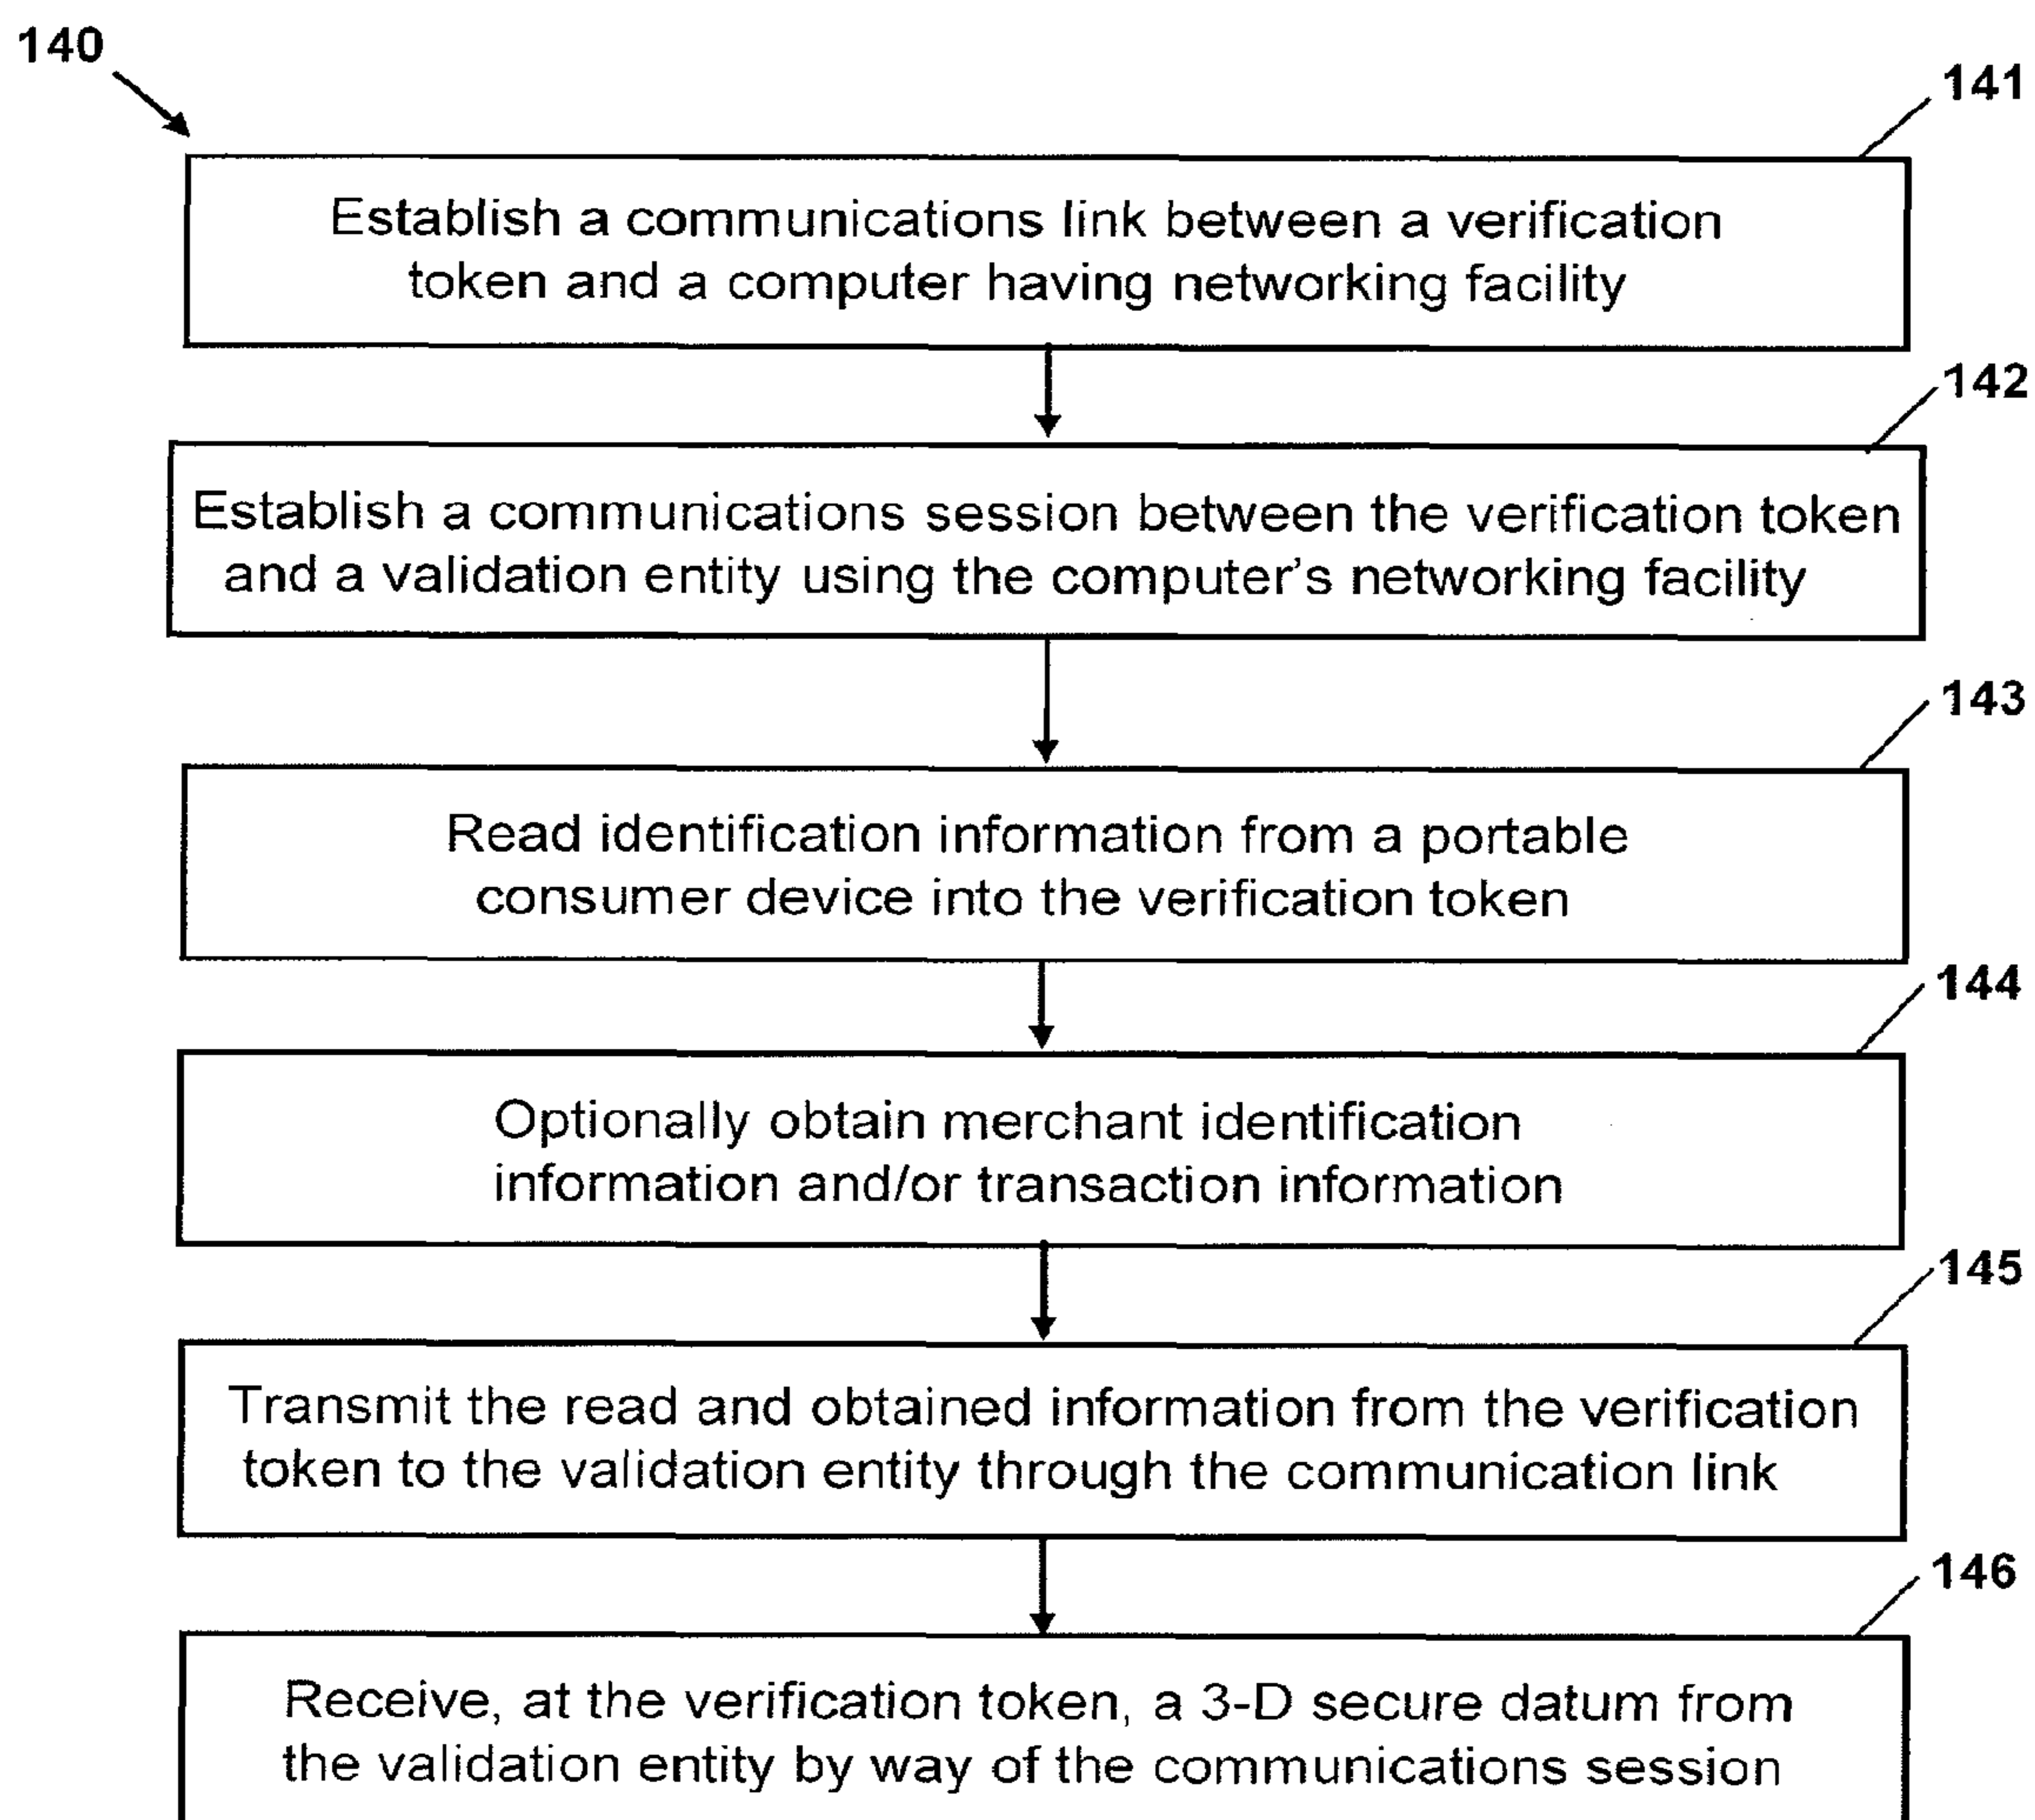 140
141
Establish a communications link between a verification
token and a computer having networking facility
142
Establish a communications session between the verification token
and a validation entity using the computer's networking facility
143
Read identification information from a portable
consumer device into the verification token
144
Optionally obtain merchant identification
information and/or transaction information
145
Transmit the read and obtained information from the verification
token to the validation entity through the communication link
146
Receive, at the verification token, a 3-D secure datum from
the validation entity by way of the communications session